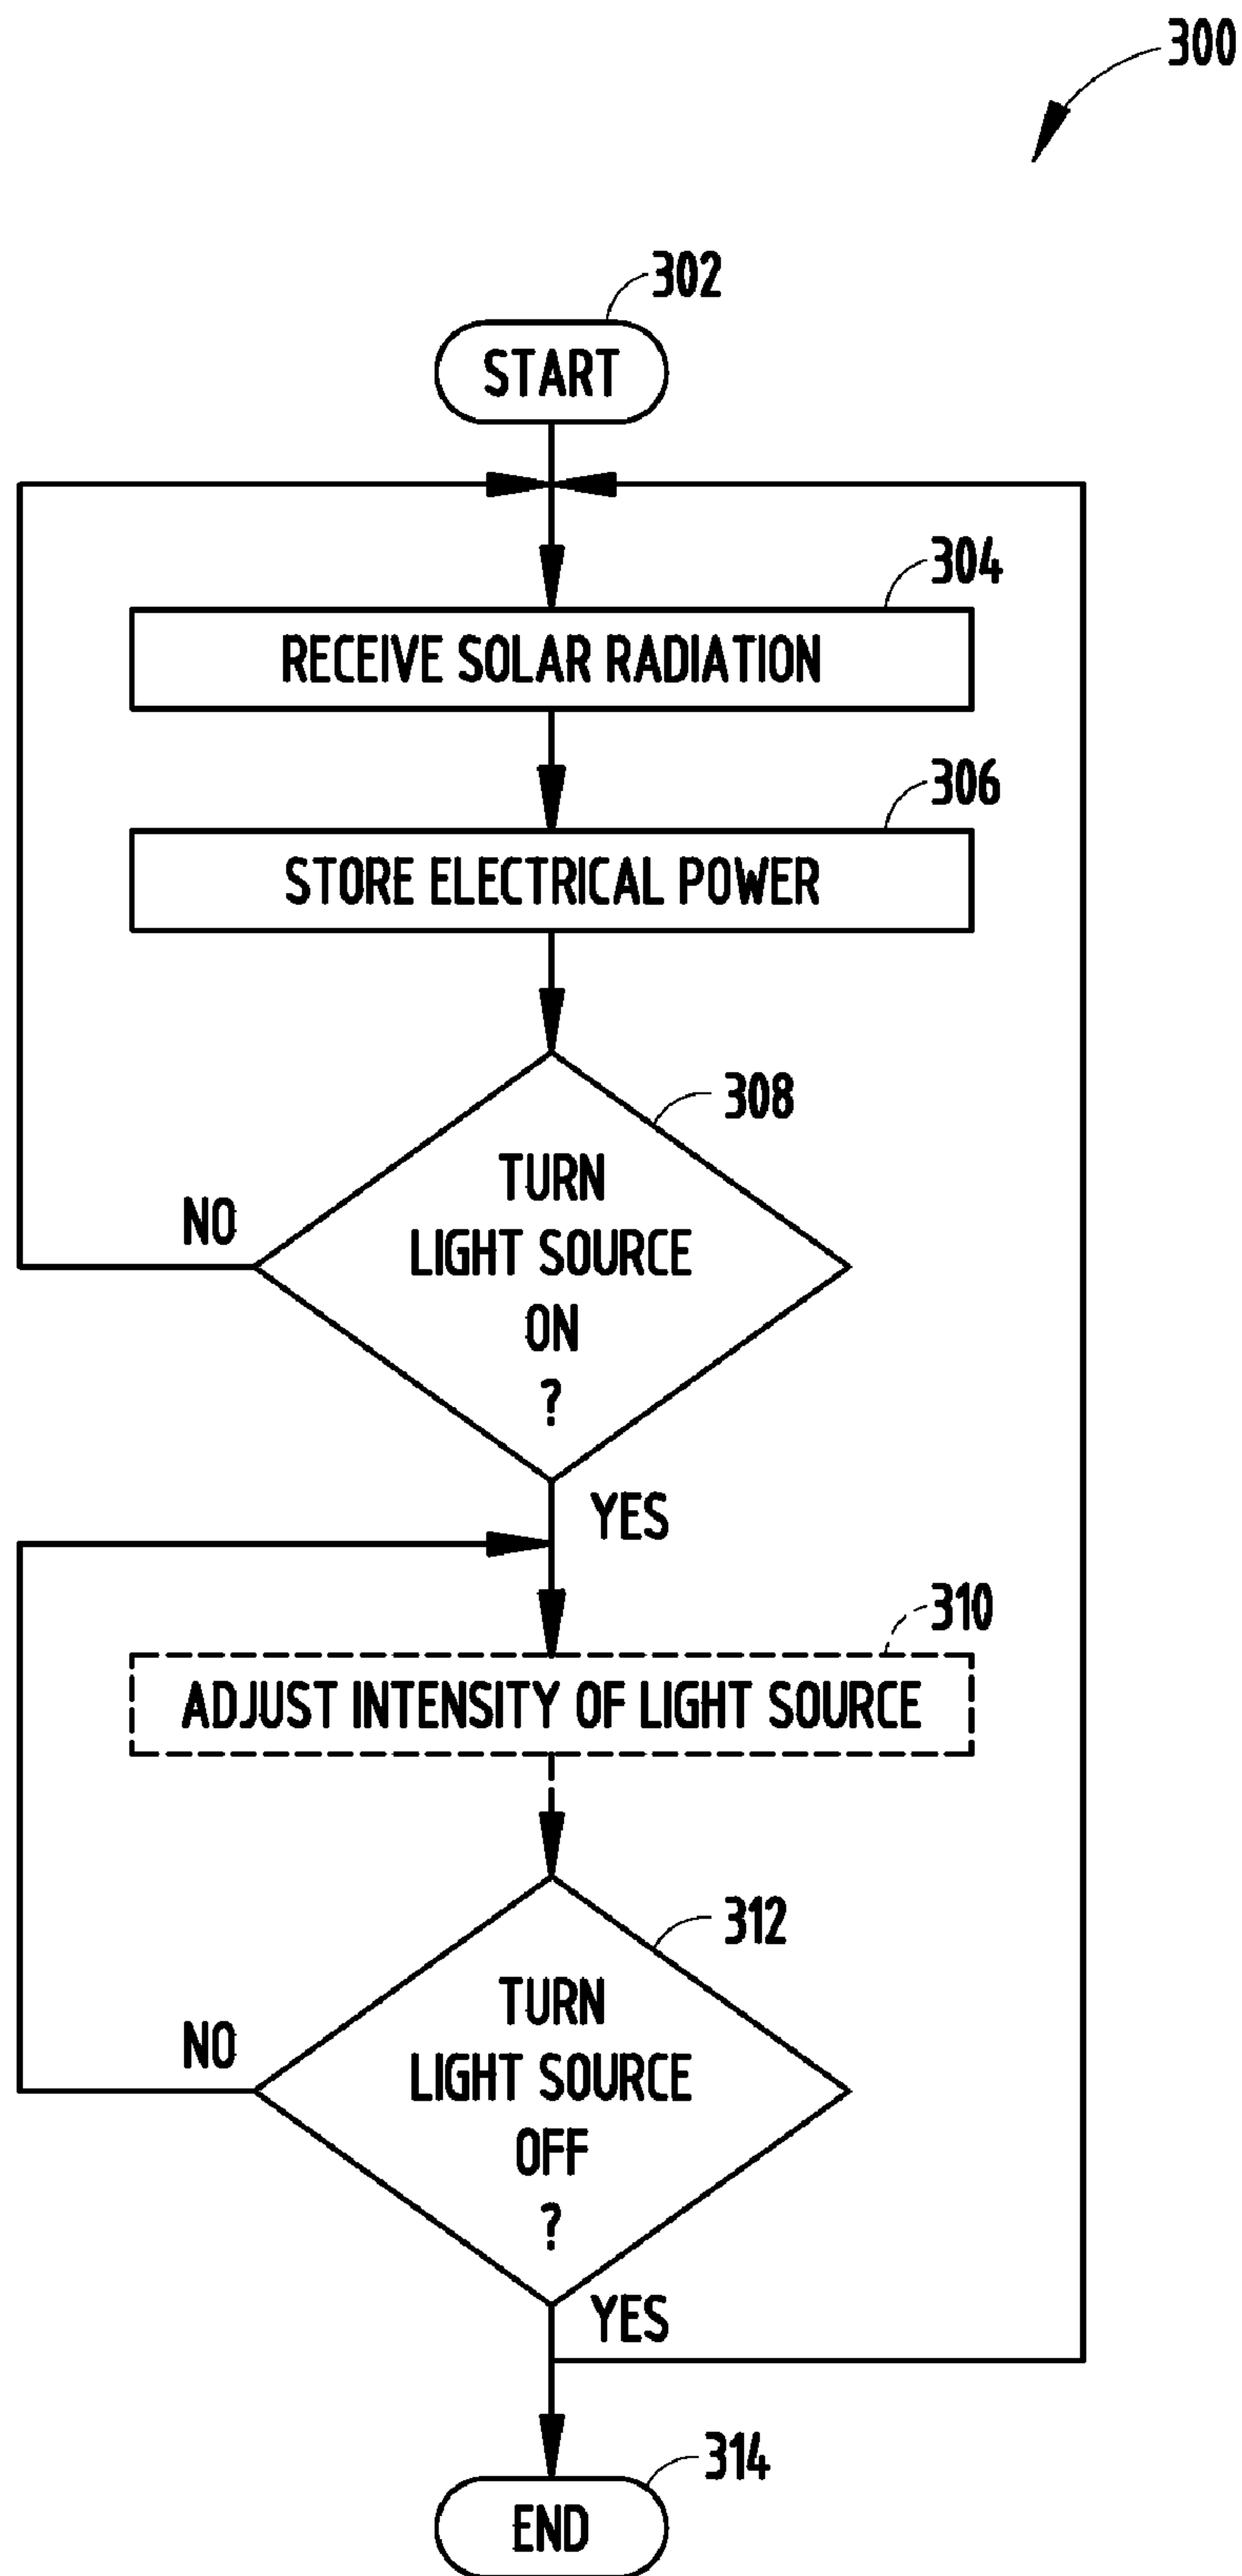 300
302
START
304
RECEIVE SOLAR RADIATION
306
STORE ELECTRICAL POWER
308
TURN
LIGHT SOURCE
ON
?
NO
YES
310
ADJUST INTENSITY OF LIGHT SOURCE
312
TURN
LIGHT SOURCE
OFF
?
NO
YES
314
END